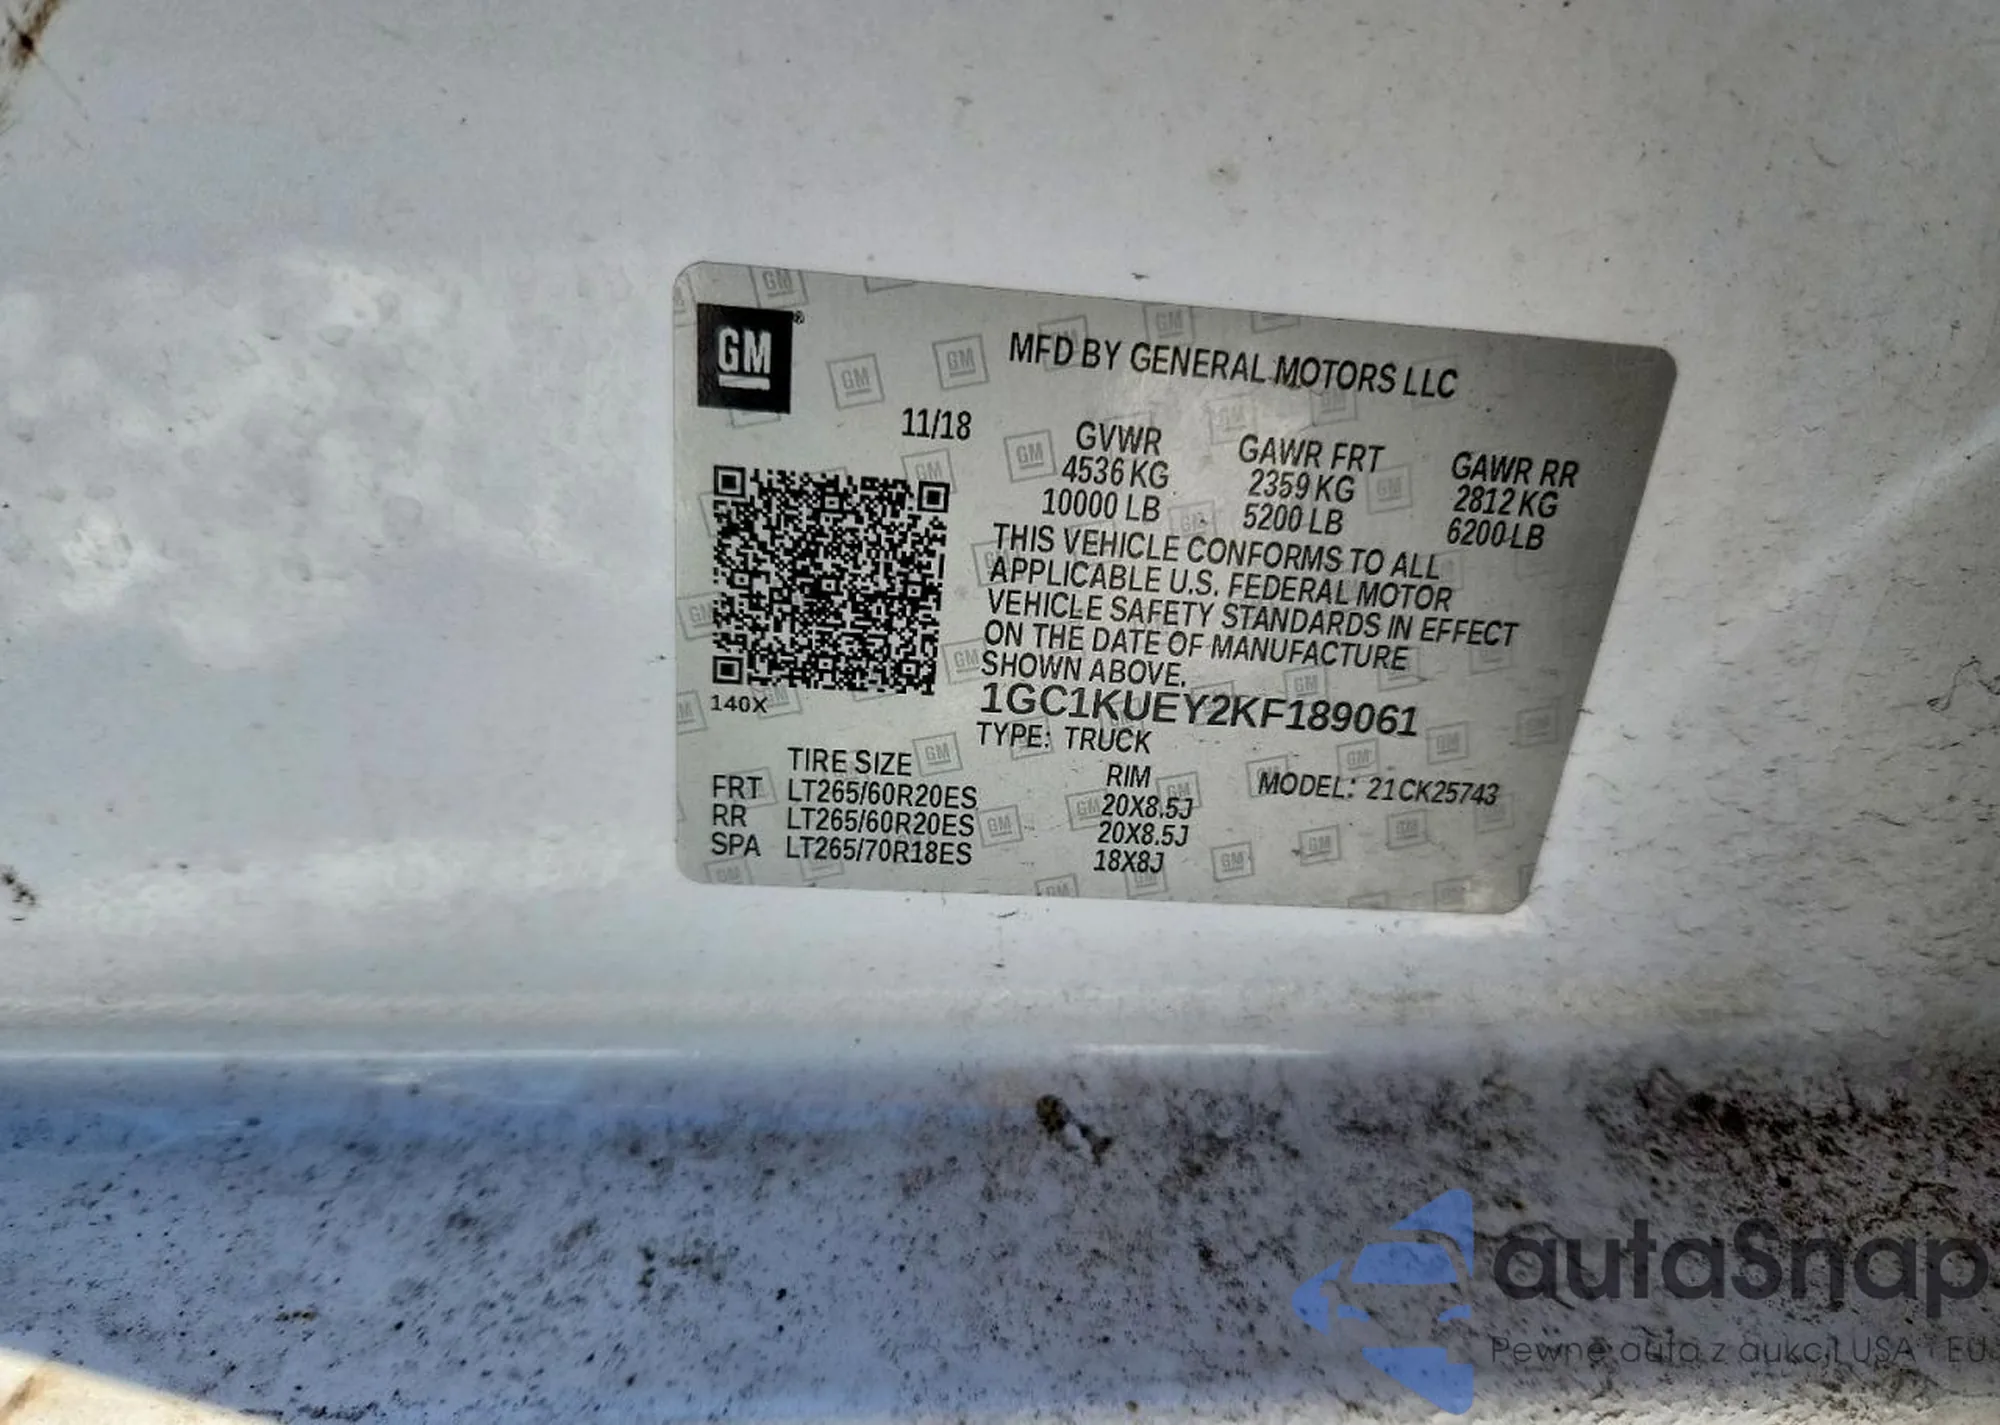 GM®
MFD BY GENERAL MOTORS LLC
11/18
GVWR GAWR FRT GAWR RR
4536 KG 2359 KG 2812 KG
10000 LB 5200 LB 6200 LB
THIS VEHICLE CONFORMS TO ALL
APPLICABLE U.S. FEDERAL MOTOR
VEHICLE SAFETY STANDARDS IN EFFECT
ON THE DATE OF MANUFACTURE
SHOWN ABOVE.
140X
1GC1KUEY2KF189061
TYPE: TRUCK
TIRE SIZE RIM MODEL: 21CK25743
FRT LT265/60R20ES 20X8.5J
RR LT265/60R20ES 20X8.5J
SPA LT265/70R18ES 18X8J
autaSnap
Pewne auta z aukcji USA i EU